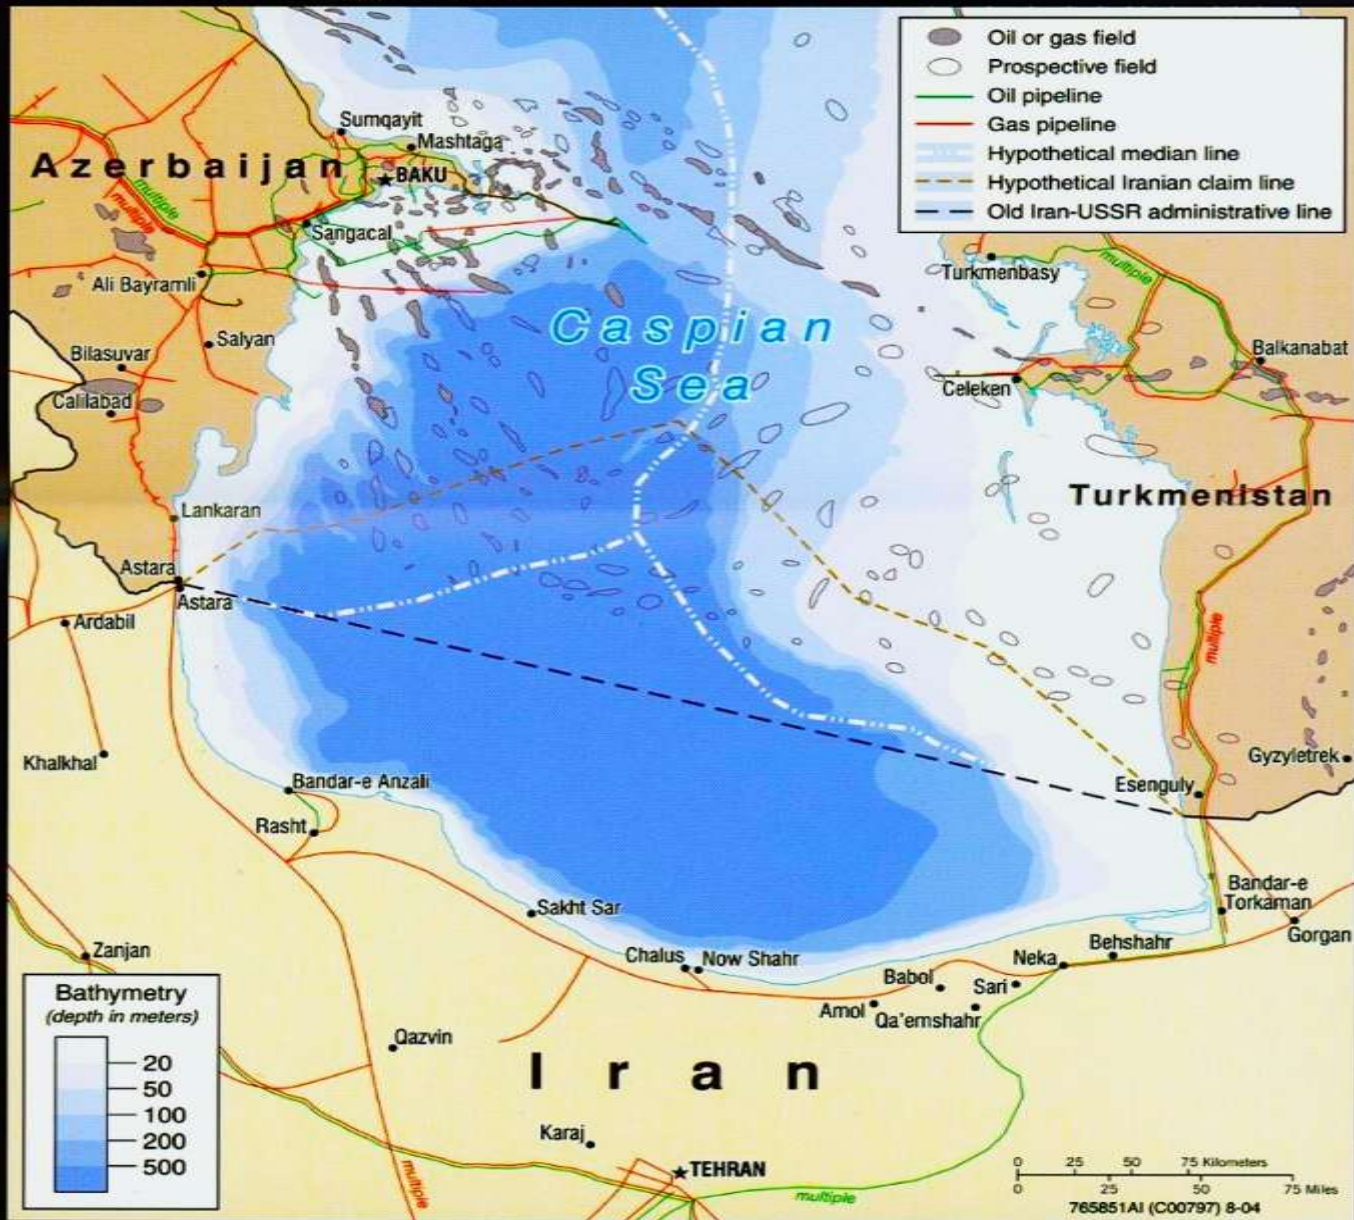 Oil or gas field
Prospective field
Oil pipeline
Gas pipeline
Hypothetical median line
Hypothetical Iranian claim line
Old Iran-USSR administrative line
Sumqayit
Mashtaga
Azerbaijan
BAKU
multiple
multiple
Sangacal
Ali Bayramli
Turkmenbasy
multiple
Caspian
Sea
Salyan
Bilasuvar
Balkanabat
Calilabad
Celeken
Turkmenistan
Lankaran
Astara
Astara
Ardabil
multiple
Khalkhal
Gyzyletrek
Bandar-e Anzali
Esenguly
Rasht
Bandar-e
Torkaman
Sakht Sar
Gorgan
Zanjan
Chalus
Now Shahr
Neka
Behshahr
Babol
Sari
Amol
Qa'emshahr
Bathymetry
(depth in meters)
20
50
100
200
500
Qazvin
Iran
Karaj
TEHRAN
multiple
multiple
0 25 50 75 Kilometers
0 25 50 75 Miles
765851AI (C00797) 8-04